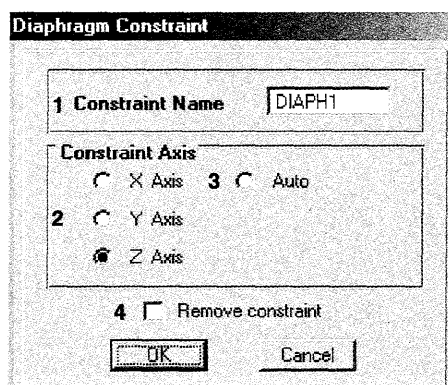 Diaphragm Constraint
1 Constraint Name DIAPH1
Constraint Axis
X Axis 3 Auto
2 Y Axis
Z Axis
4 Remove constraint
OK Cancel